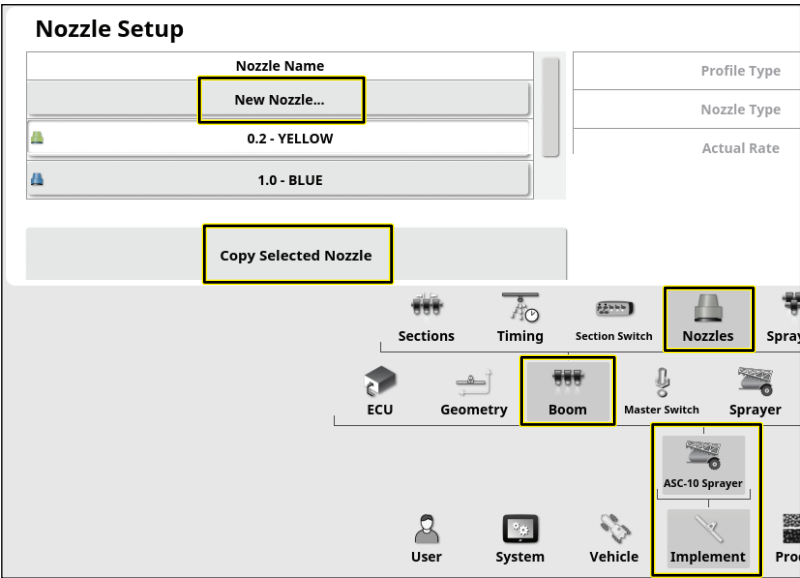 Nozzle Setup
Nozzle Name
Profile Type
New Nozzle...
Nozzle Type
0.2 - YELLOW
Actual Rate
1.0 - BLUE
Copy Selected Nozzle
Sections
Timing
Section Switch
Nozzles
ECU
Geometry
Boom
Master Switch
Sprayer
ASC-10 Sprayer
User
System
Vehicle
Implement